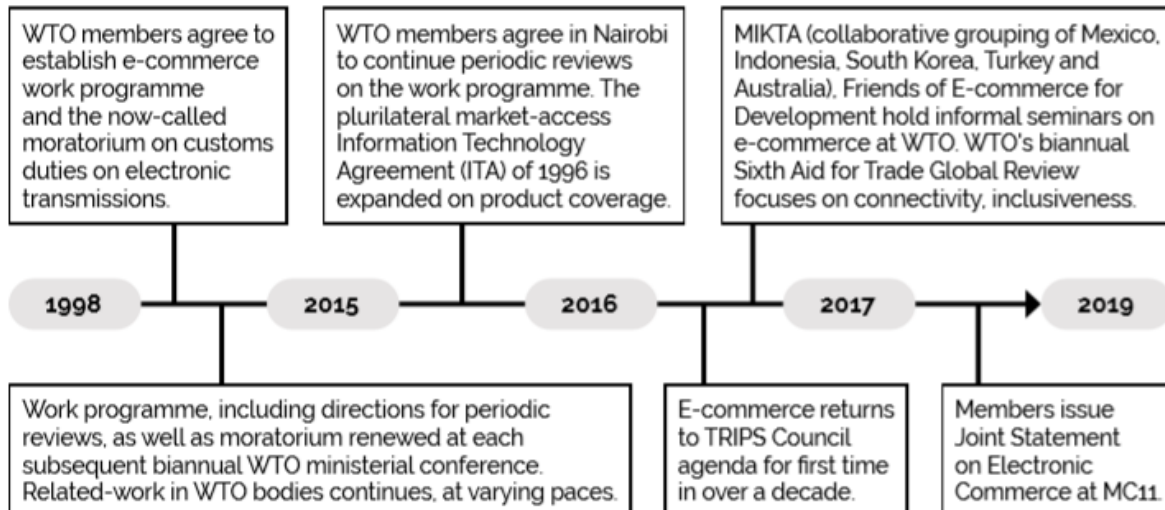 WTO members agree to
establish e-commerce
work programme
and the now-called
moratorium on customs
duties on electronic
transmissions.
WTO members agree in Nairobi
to continue periodic reviews
on the work programme. The
plurilateral market-access
Information Technology
Agreement (ITA) of 1996 is
expanded on product coverage.
MIKTA (collaborative grouping of Mexico,
Indonesia, South Korea, Turkey and
Australia), Friends of E-commerce for
Development hold informal seminars on
e-commerce at WTO. WTO's biannual
Sixth Aid for Trade Global Review
focuses on connectivity, inclusiveness.
1998
2015
2016
2017
2019
Work programme, including directions for periodic
reviews, as well as moratorium renewed at each
subsequent biannual WTO ministerial conference.
Related-work in WTO bodies continues, at varying paces.
E-commerce returns
to TRIPS Council
agenda for first time
in over a decade.
Members issue
Joint Statement
on Electronic
Commerce at MC11.